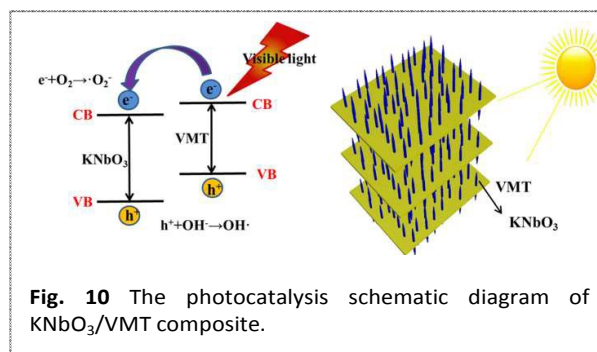 Visible light
e⁻+O₂→·O₂⁻
e⁻
e⁻
CB
CB
KNbO₃
VMT
VB
VB
h⁺
h⁺
h⁺+OH⁻→OH·
VMT
KNbO₃
Fig. 10 The photocatalysis schematic diagram of
KNbO₃/VMT composite.